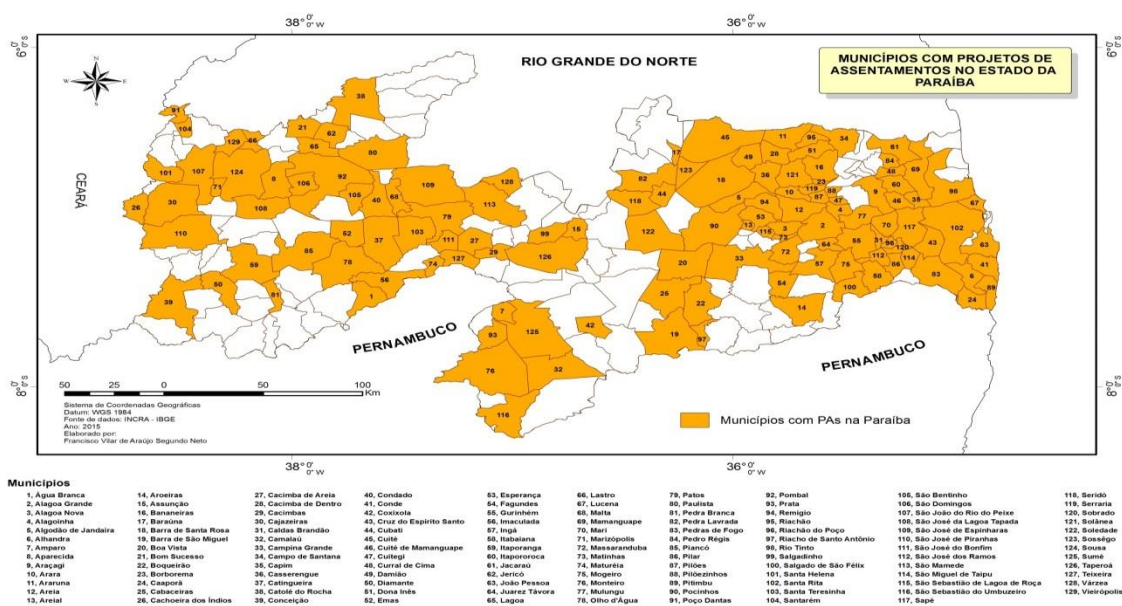 38° 0' 0" W
36° 0' 0" W
6° 0' 0" S
RIO GRANDE DO NORTE
MUNICÍPIOS COM PROJETOS DE
ASSENTAMENTOS NO ESTADO DA
PARAÍBA
N
W E
S
CEARÁ
PERNAMBUCO
PERNAMBUCO
50 25 0 50 100
Km
Sistema de Coordenadas Geográficas
Datum: WGS 1984
Fonte de dados: INCRA - IBGE
Ano: 2015
Elaborado por:
Francisco Vilar de Araújo Segundo Neto
Municípios com PAs na Paraíba
38° 0' 0" W
36° 0' 0" W
Municípios
1, Água Branca
2, Alagoa Grande
3, Alagoa Nova
4, Alagoinha
5, Algodão de Jandaíra
6, Alhandra
7, Amparo
8, Aparecida
9, Araçagi
10, Arara
11, Araruna
12, Areia
13, Areial
14, Aroeiras
15, Assunção
16, Bananeiras
17, Baraúna
18, Barra de Santa Rosa
19, Barra de São Miguel
20, Boa Vista
21, Bom Sucesso
22, Boqueirão
23, Borborema
24, Caaporã
25, Cabaceiras
26, Cachoeira dos Índios
27, Cacimba de Areia
28, Cacimba de Dentro
29, Cacimbas
30, Cajazeiras
31, Caldas Brandão
32, Camalaú
33, Campina Grande
34, Campo de Santana
35, Capim
36, Casserengue
37, Catingueira
38, Catolé do Rocha
39, Conceição
40, Condado
41, Conde
42, Coxixola
43, Cruz do Espírito Santo
44, Cubati
45, Cuité
46, Cuité de Mamanguape
47, Cuitegi
48, Curral de Cima
49, Damião
50, Diamante
51, Dona Inês
52, Emas
53, Esperança
54, Fagundes
55, Gurinhém
56, Imaculada
57, Ingá
58, Itabaiana
59, Itaporanga
60, Itapororoca
61, Jacaraú
62, Jericó
63, João Pessoa
64, Juarez Távora
65, Lagoa
66, Lastro
67, Lucena
68, Malta
69, Mamanguape
70, Mari
71, Marizópolis
72, Massaranduba
73, Matinhas
74, Maturéia
75, Mogeiro
76, Monteiro
77, Mulungu
78, Olho d'Água
79, Patos
80, Paulista
81, Pedra Branca
82, Pedra Lavrada
83, Pedras de Fogo
84, Pedro Régis
85, Piancó
86, Pilar
87, Pilões
88, Pilõezinhos
89, Pitimbu
90, Pocinhos
91, Poço Dantas
92, Pombal
93, Prata
94, Remígio
95, Riachão
96, Riachão do Poço
97, Riacho de Santo Antônio
98, Rio Tinto
99, Salgadinho
100, Salgado de São Félix
101, Santa Helena
102, Santa Rita
103, Santa Teresinha
104, Santarém
105, São Bentinho
106, São Domingos
107, São João do Rio do Peixe
108, São José da Lagoa Tapada
109, São José de Espinharas
110, São José de Piranhas
111, São José do Bonfim
112, São José dos Ramos
113, São Mamede
114, São Miguel de Taipu
115, São Sebastião de Lagoa de Roça
116, São Sebastião do Umbuzeiro
117, Sapé
118, Seridó
119, Serraria
120, Sobrado
121, Solânea
122, Soledade
123, Sossêgo
124, Sousa
125, Sumé
126, Taperoá
127, Teixeira
128, Várzea
129, Vieirópolis